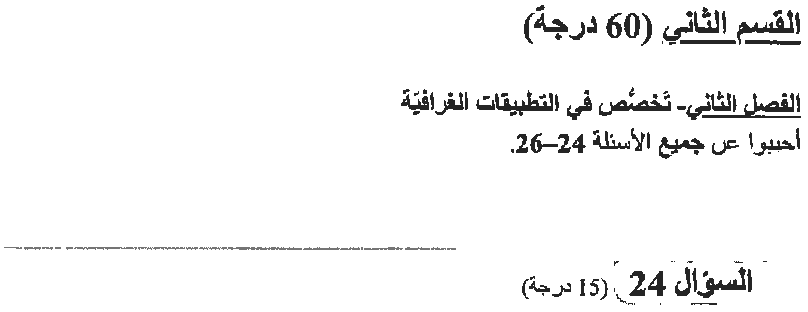 القسم الثاني (60 درجة)
الفصل الثاني- تَخصُّص في التطبيقات الغرافيّة
أجيبوا عن جميع الأسئلة 24–26.
السؤال 24 (15 درجة)